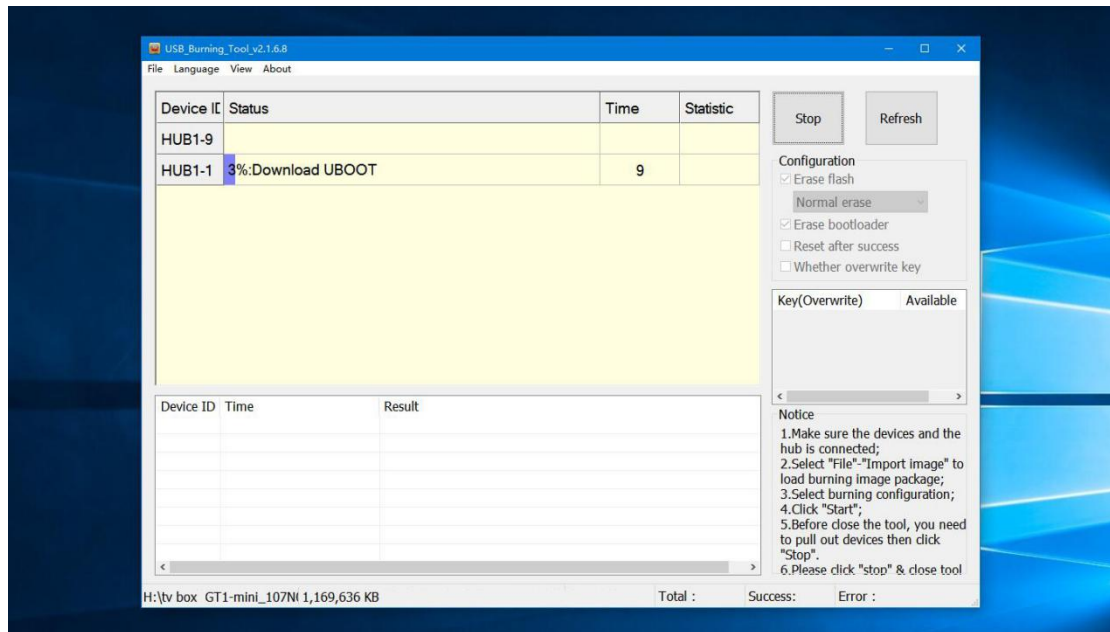 USB_Burning_Tool_v2.1.6.8
File Language View About
Device ID Status Time Statistic
HUB1-9
HUB1-1 3%:Download UBOOT 9
Stop Refresh
Configuration
Erase flash
Normal erase
Erase bootloader
Reset after success
Whether overwrite key
Key(Overwrite) Available
Device ID Time Result
Notice
1.Make sure the devices and the
hub is connected;
2.Select "File"-"Import image" to
load burning image package;
3.Select burning configuration;
4.Click "Start";
5.Before close the tool, you need
to pull out devices then click
"Stop".
6.Please click "stop" & close tool
H:\tv box GT1-mini_107N( 1,169,636 KB
Total : Success: Error :